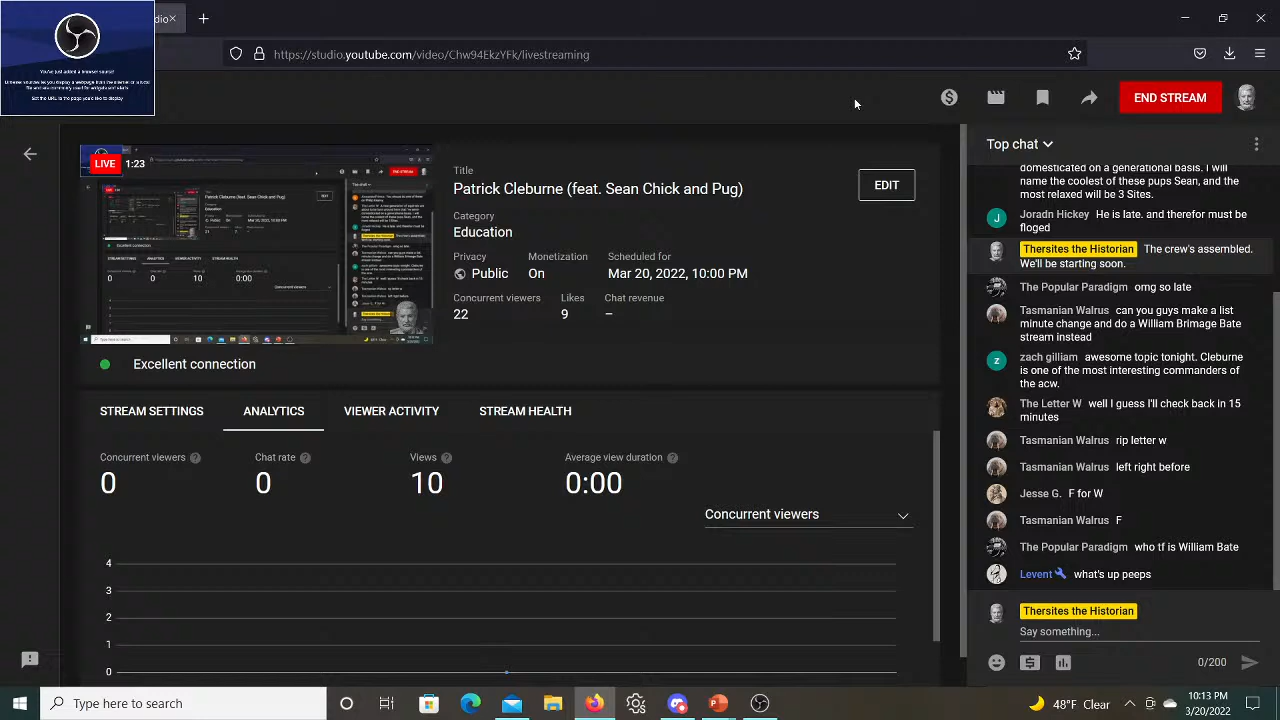 dio
https://studio.youtube.com/video/Chw94EkzYEk/livestreaming
You've just added a browser source!
END STREAM
LIVE 1:23
Title
Patrick Cleburne (feat. Sean Chick and Pug)
EDIT
Category
Education
Public On Mar 20, 2022, 10:00 PM
Concurrent viewers Likes Chat revenue
22 9 –
Excellent connection
STREAM SETTINGS ANALYTICS VIEWER ACTIVITY STREAM HEALTH
Concurrent viewers Chat rate Views Average view duration
0 0 10 0:00
Concurrent viewers
4
3
2
1
0
Top chat
domesticated on a generational basis. I will
make the coolest of these pups Sean, and the
most relaxed will be 3 Sites
he is late. and therefor must be
floged
Thersites the Historian The crew's assembled.
We'll be starting soon.
The Popular Paradigm omg so late
Tasmanian Walrus can you guys make a last
minute change and do a William Brimage Bate
stream instead
zach gilliam awesome topic tonight. Cleburne
is one of the most interesting commanders of
the acw.
The Letter W well I guess I'll check back in 15
minutes
Tasmanian Walrus rip letter w
Tasmanian Walrus left right before
Jesse G. F for W
Tasmanian Walrus F
The Popular Paradigm who tf is William Bate
Levent what's up peeps
Thersites the Historian
Say something...
0/200
Type here to search
48°F Clear
10:13 PM
3/20/2022